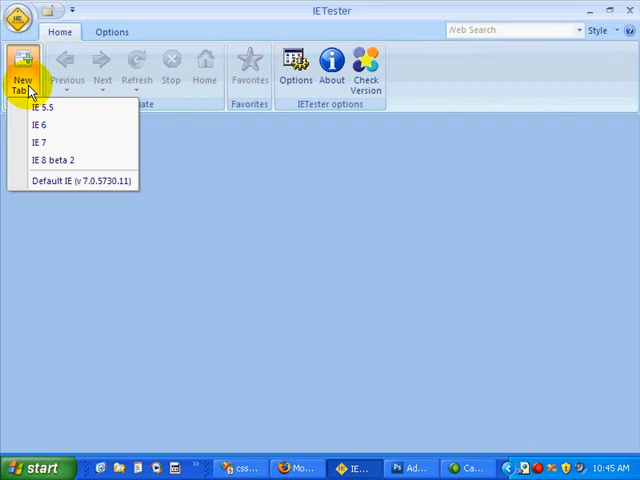 IETester
Home
Options
Web Search
Style
New Tab
Previous
Next
Refresh
Stop
Home
Favorites
Options
About
Check Version
Favorites
IETester options
IE 5.5
IE 6
IE 7
IE 8 beta 2
Default IE (v 7.0.5730.11)
start
css...
Mo...
IE...
Ad...
Ca...
10:45 AM